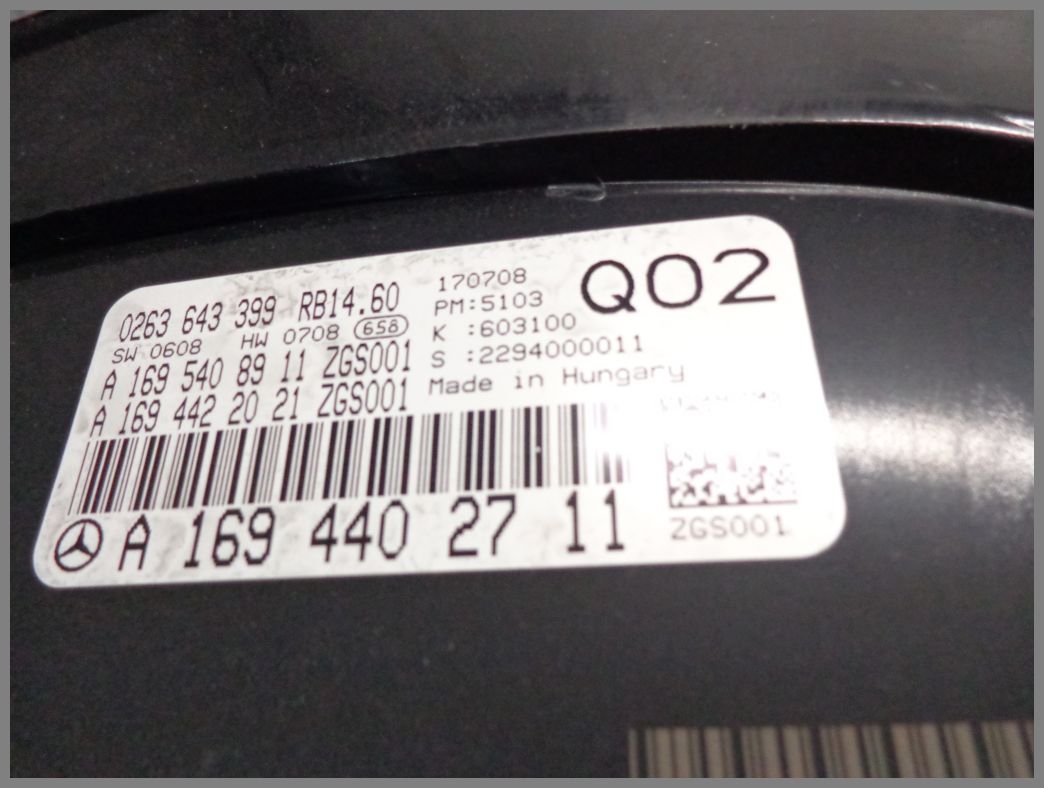 0263 643 399 RB14.60
SW 0608 HW 0708 658
A 169 540 89 11 ZGS001
A 169 442 20 21 ZGS001
170708
PM:5103
K :603100
S :2294000011
Made in Hungary
Q02
A 169 440 27 11
ZGS001